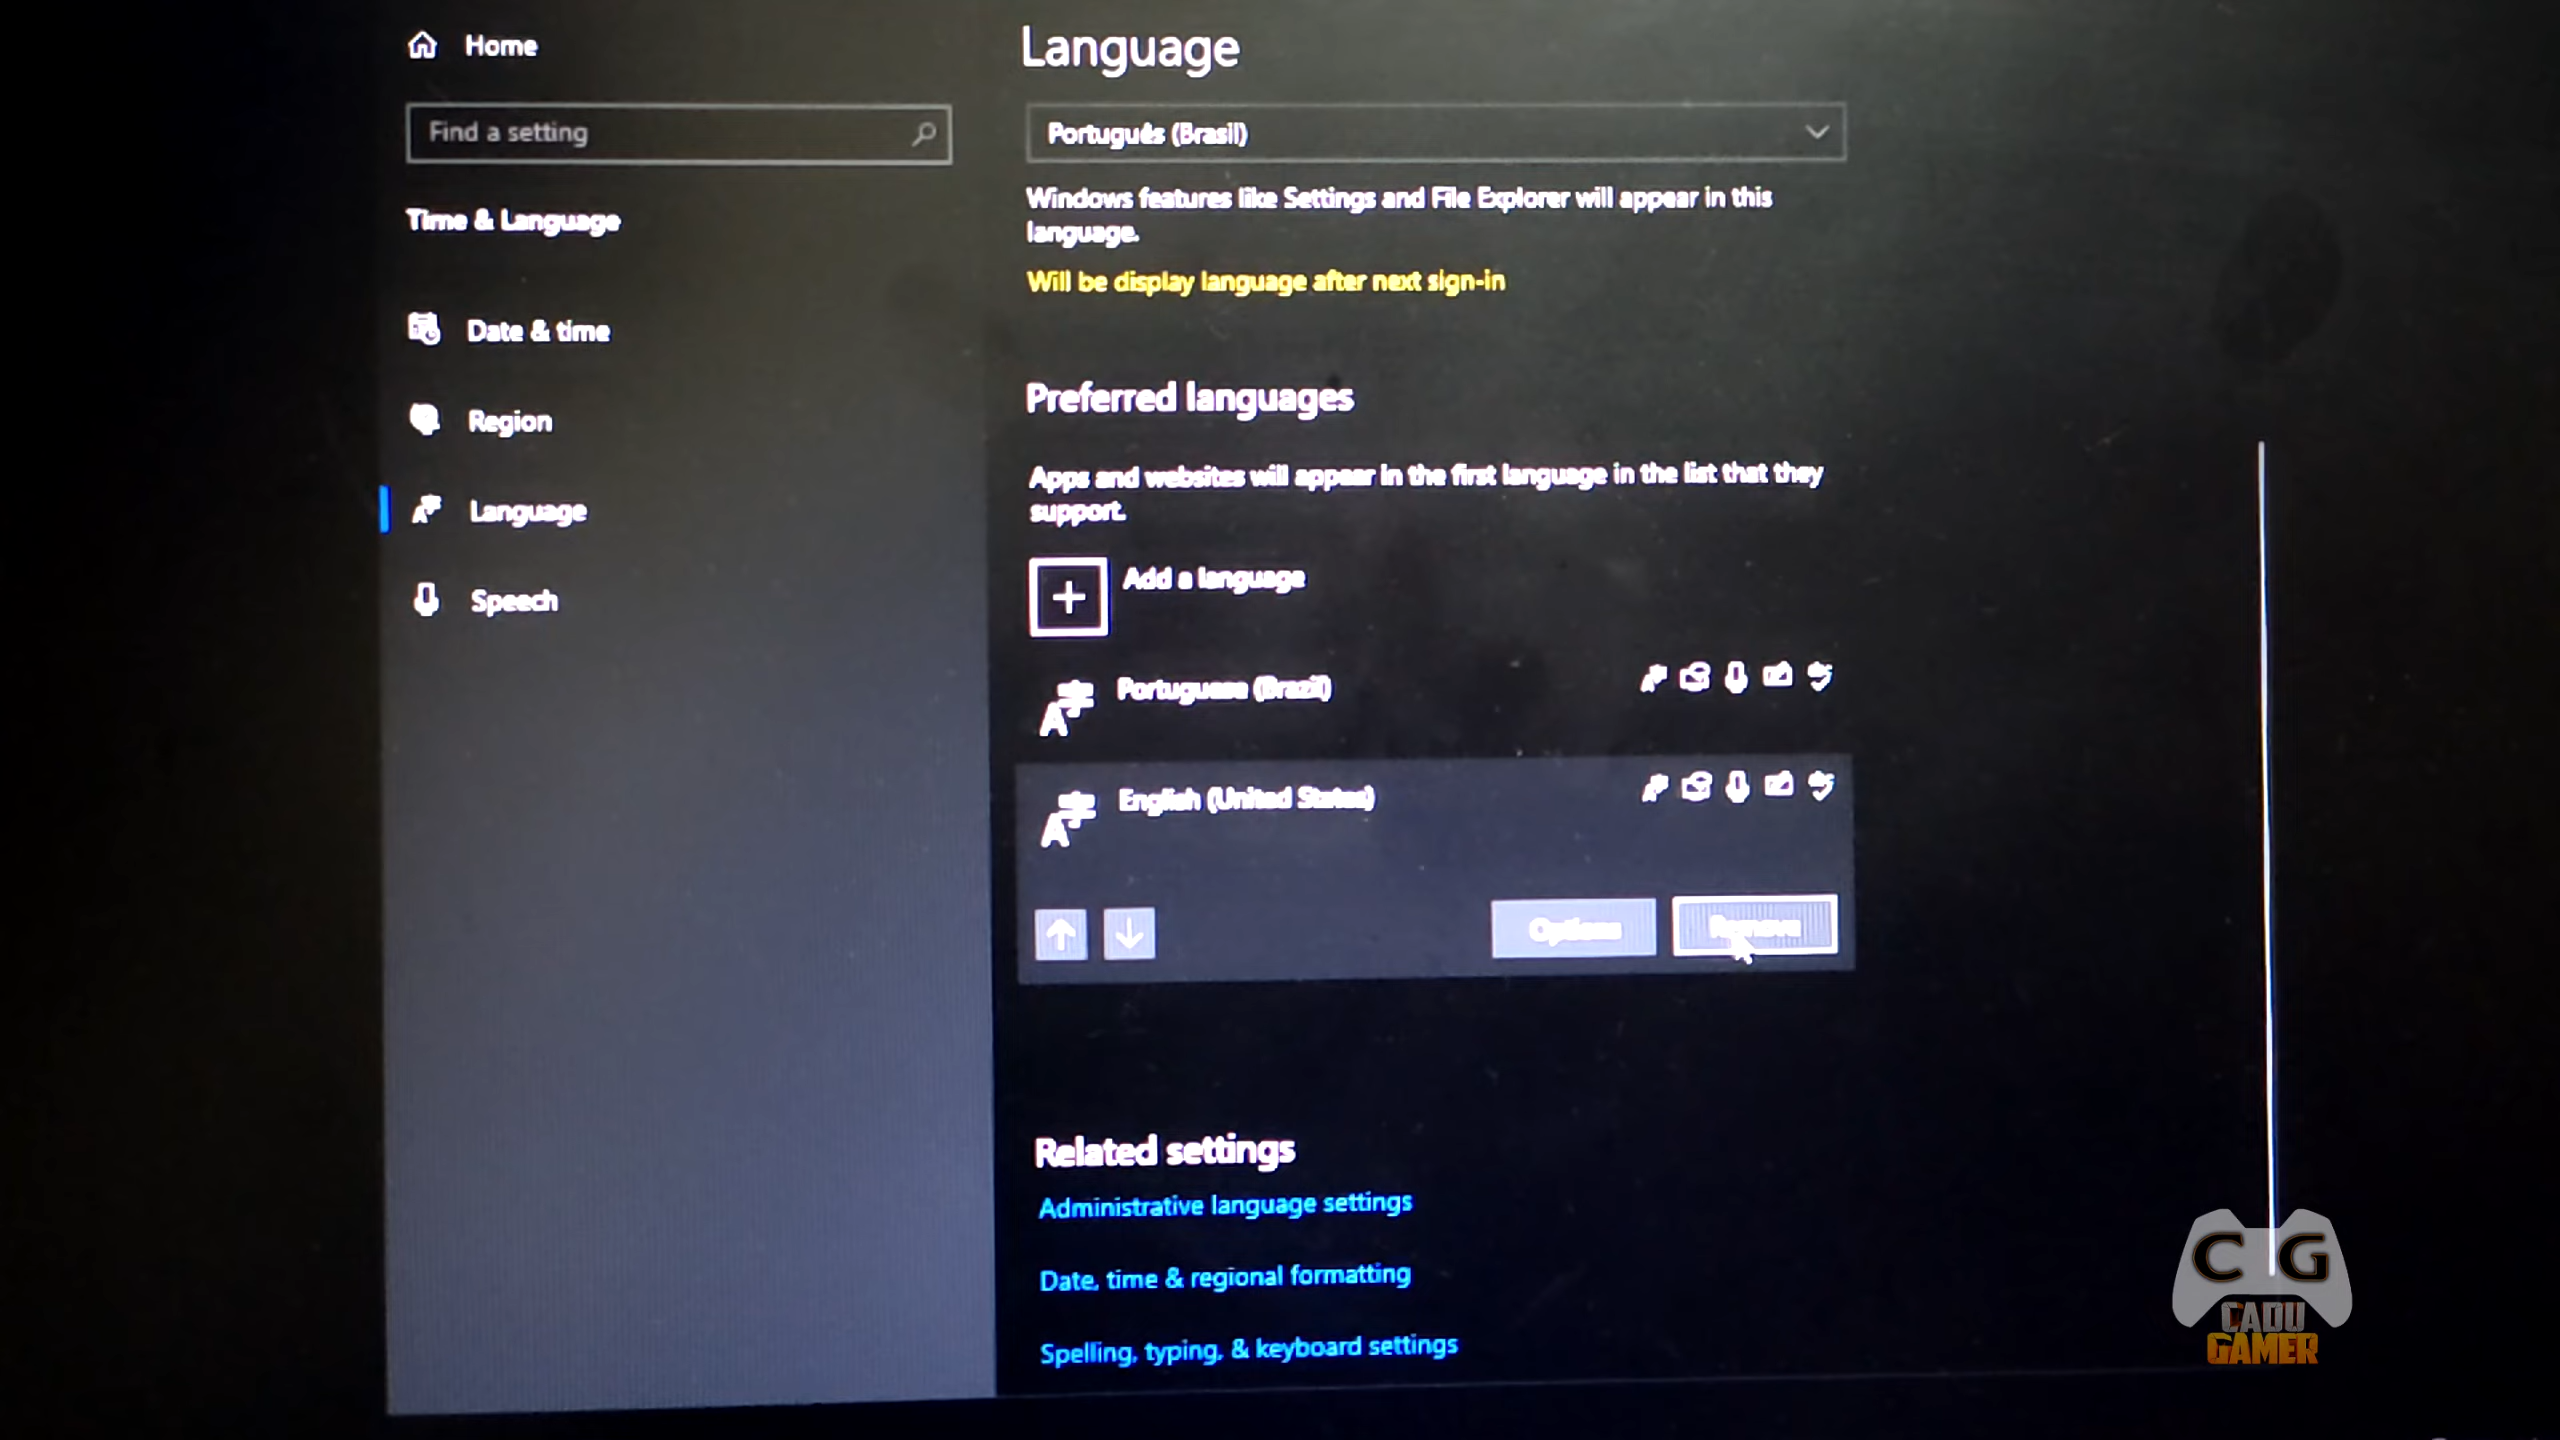 Home
Find a setting
Time & Language
Date & time
Region
Language
Speech
Language
Português (Brasil)
Windows features like Settings and File Explorer will appear in this
language.
Will be display language after next sign-in
Preferred languages
Apps and websites will appear in the first language in the list that they
support.
Add a language
Portuguese (Brazil)
English (United States)
Options
Remove
Related settings
Administrative language settings
Date, time & regional formatting
Spelling, typing, & keyboard settings
C G
CADU
GAMER